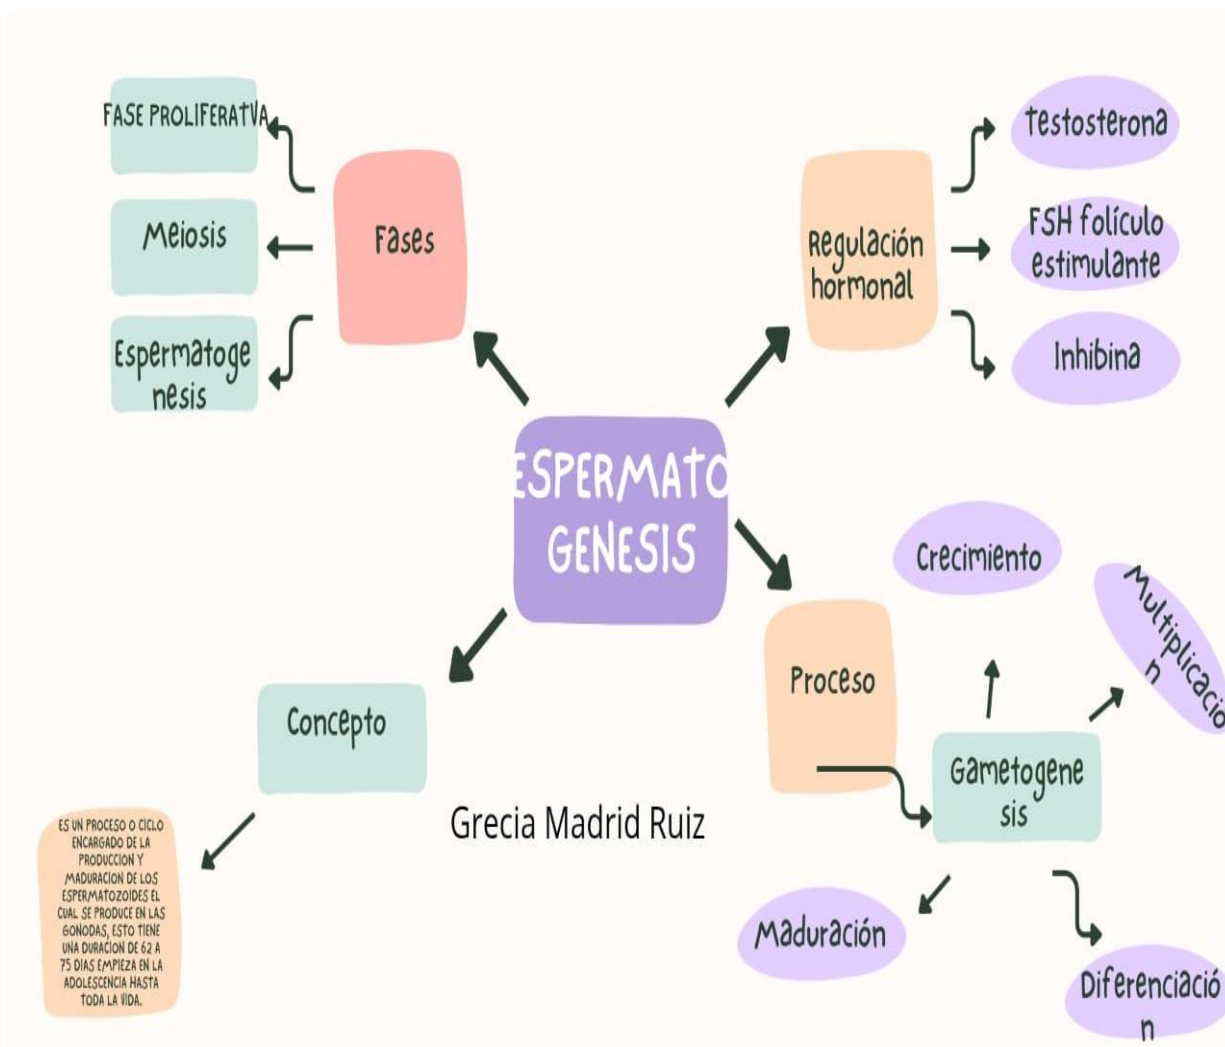 FASE PROLIFERATVA
Meiosis
Espermatoge
nesis
Fases
Regulación
hormonal
Testosterona
FSH folículo
estimulante
Inhibina
ESPERMATO
GENESIS
Concepto
ES UN PROCESO O CICLO
ENCARGADO DE LA
PRODUCCION Y
MADURACION DE LOS
ESPERMATOZOIDES EL
CUAL SE PRODUCE EN LAS
GONODAS, ESTO TIENE
UNA DURACION DE 62 A
75 DIAS EMPIEZA EN LA
ADOLESCENCIA HASTA
TODA LA VIDA.
Grecia Madrid Ruiz
Proceso
Gametogene
sis
Crecimiento
Multiplicació
n
Maduración
Diferenciació
n